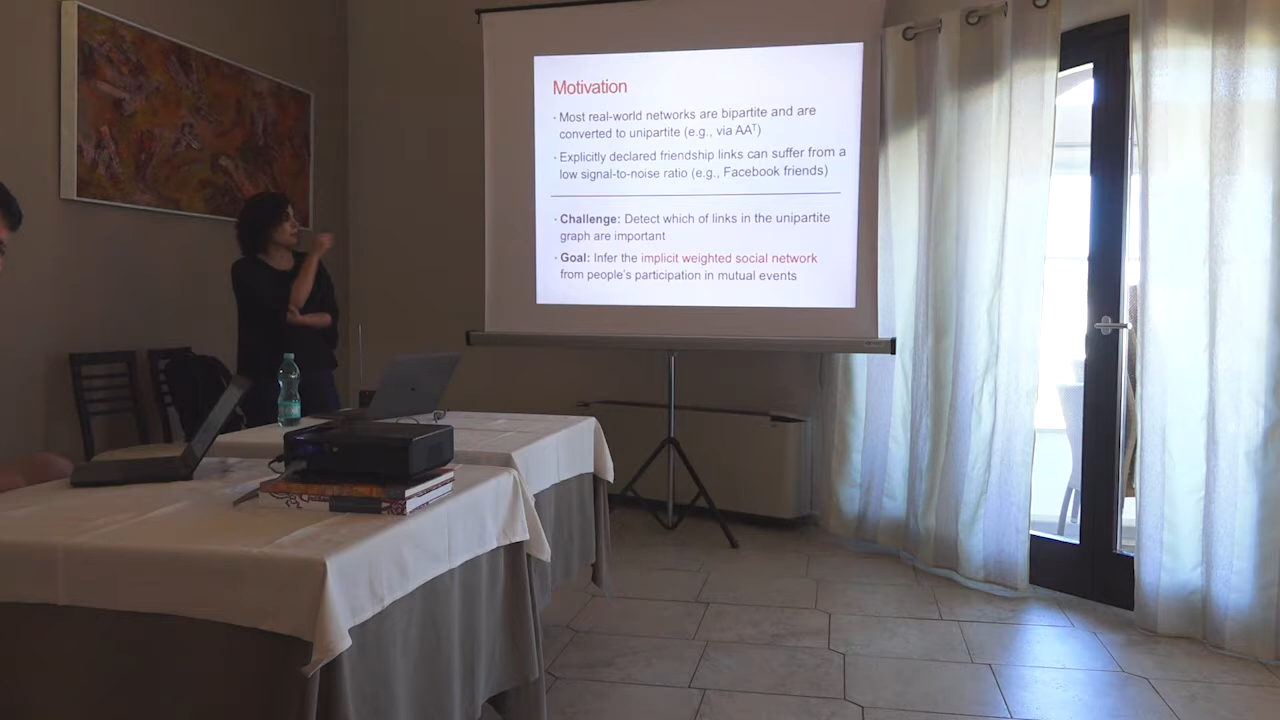 Motivation
· Most real-world networks are bipartite and are
converted to unipartite (e.g., via AAᵀ)
· Explicitly declared friendship links can suffer from a
low signal-to-noise ratio (e.g., Facebook friends)
· Challenge: Detect which of links in the unipartite
graph are important
· Goal: Infer the implicit weighted social network
from people's participation in mutual events